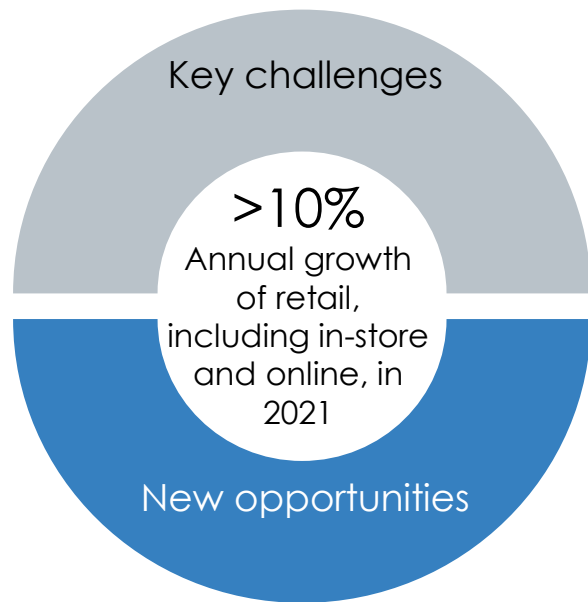 Key challenges
>10%
Annual growth
of retail,
including in-store
and online, in
2021
New opportunities